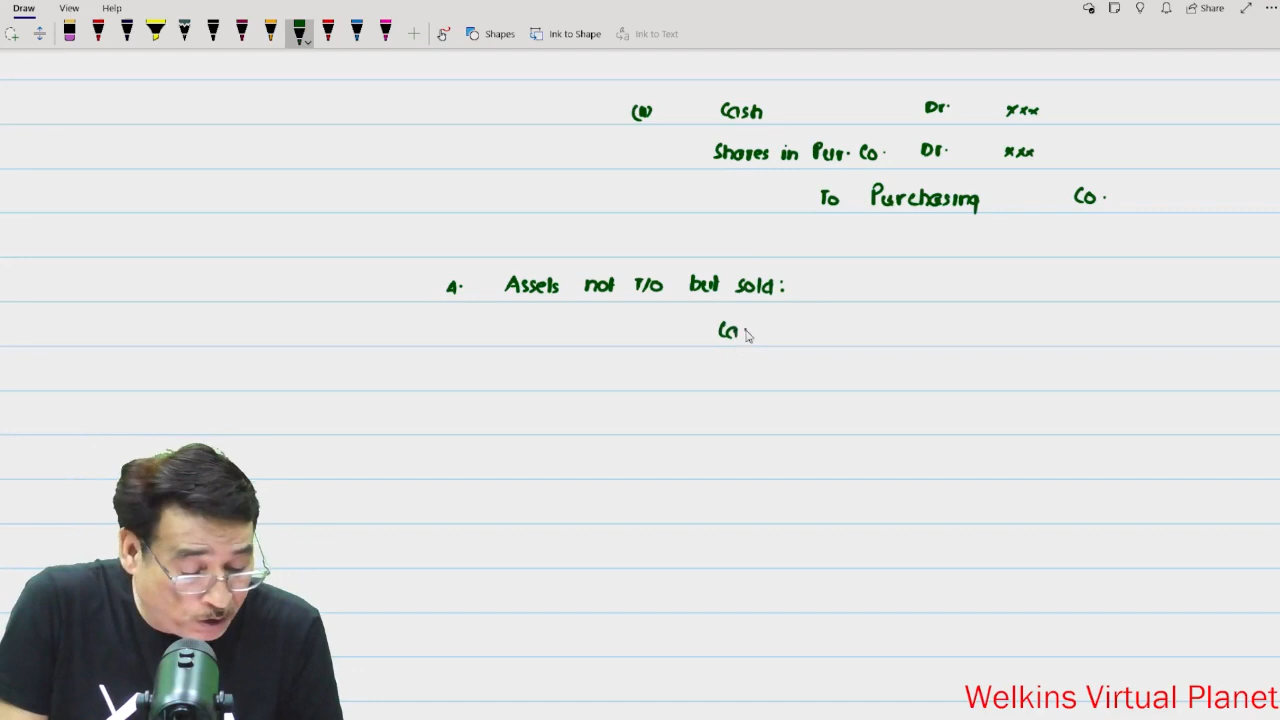 Draw View Help Share
Shapes Ink to Shape Ink to Text
Cash Dr. xxx
Shares in Pur. Co. Dr. xxx
To Purchasing Co.
4. Assets not T/O but sold:
Ca
Welkins Virtual Planet